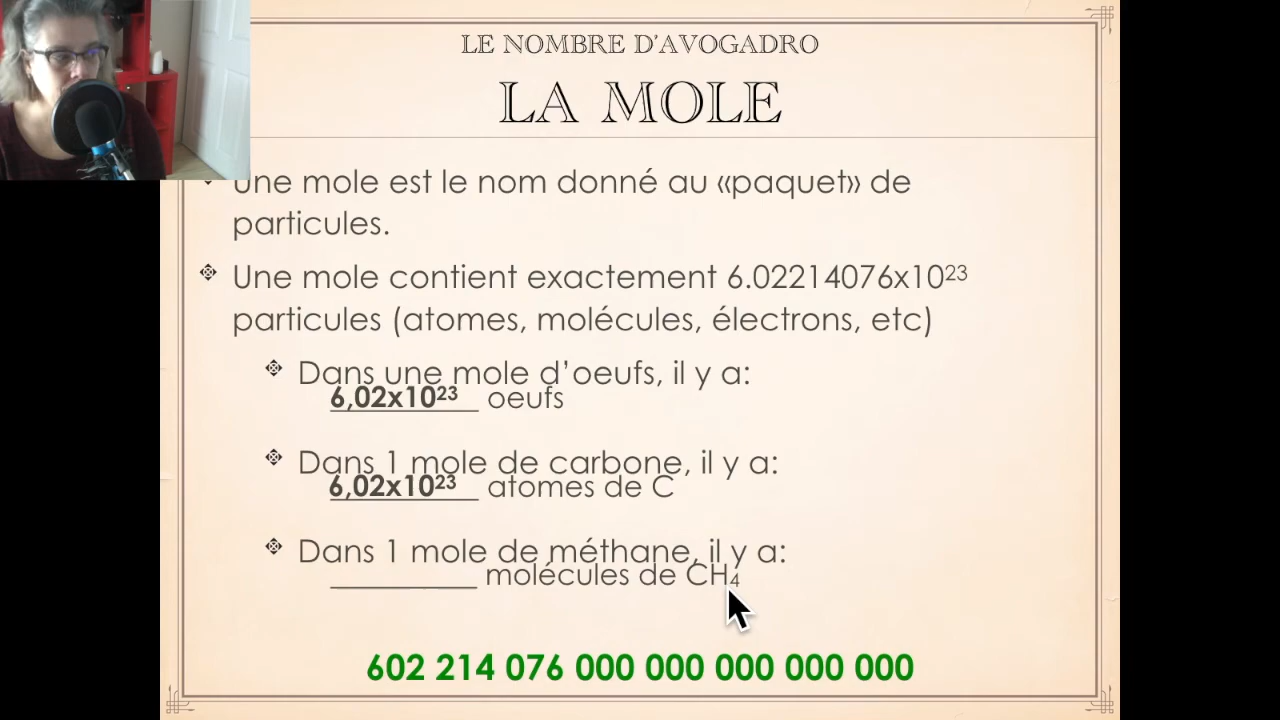 LE NOMBRE D'AVOGADRO
LA MOLE
Une mole est le nom donné au «paquet» de
particules.
Une mole contient exactement 6.02214076x10²³
particules (atomes, molécules, électrons, etc)
Dans une mole d'oeufs, il y a:
6,02x10²³ oeufs
Dans 1 mole de carbone, il y a:
6,02x10²³ atomes de C
Dans 1 mole de méthane, il y a:
__________ molécules de CH₄
602 214 076 000 000 000 000 000